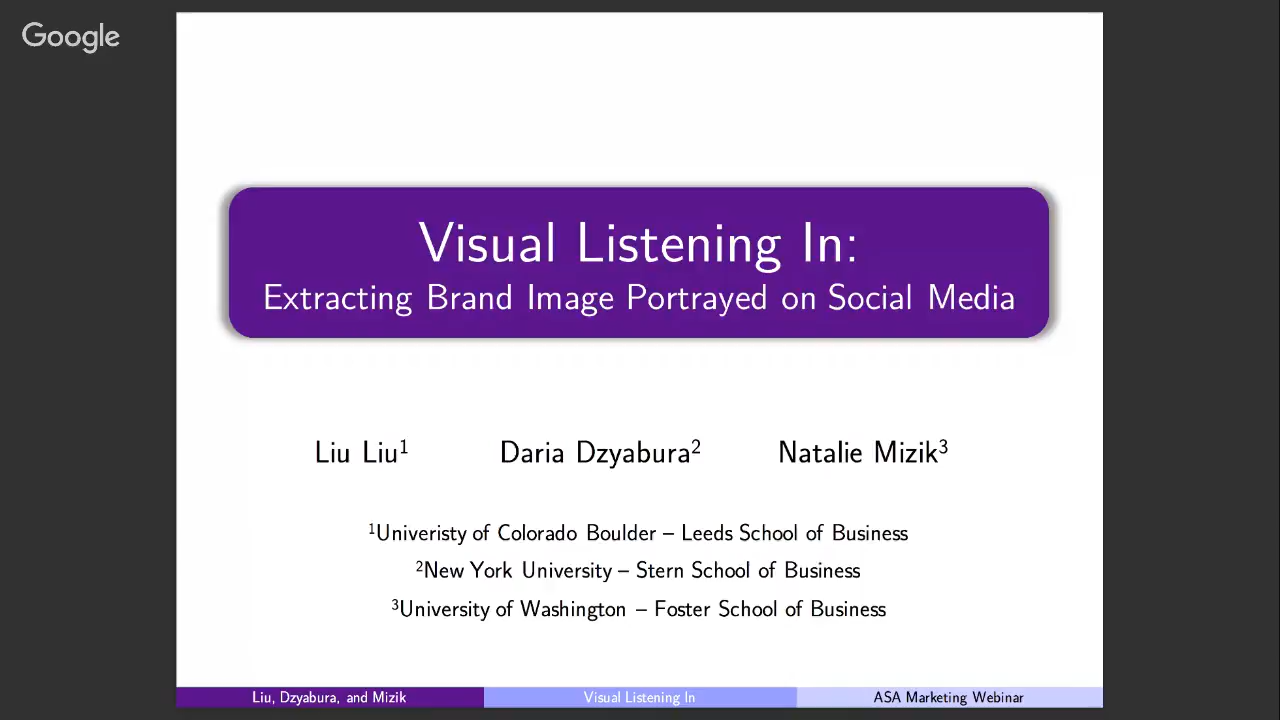 Google
Visual Listening In:
Extracting Brand Image Portrayed on Social Media
Liu Liu¹ Daria Dzyabura² Natalie Mizik³
¹Univeristy of Colorado Boulder – Leeds School of Business
²New York University – Stern School of Business
³University of Washington – Foster School of Business
Liu, Dzyabura, and Mizik Visual Listening In ASA Marketing Webinar